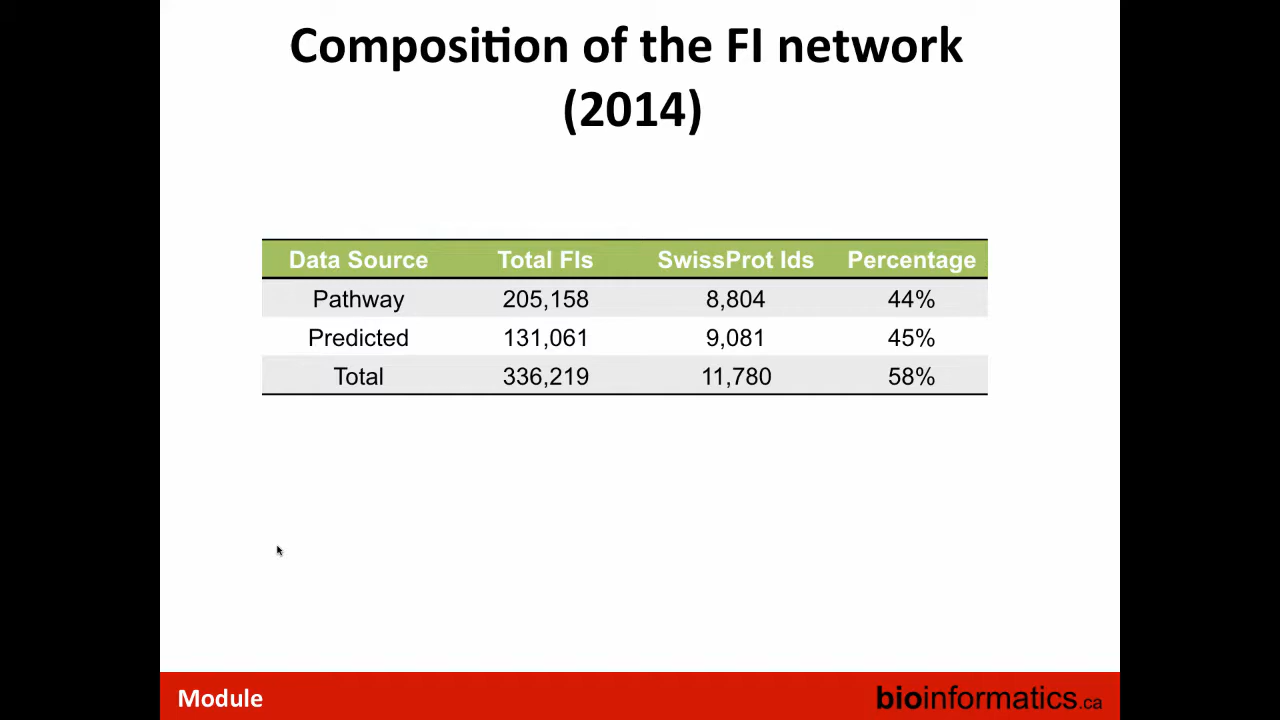 Composition of the FI network
(2014)
Data Source Total FIs SwissProt Ids Percentage
Pathway 205,158 8,804 44%
Predicted 131,061 9,081 45%
Total 336,219 11,780 58%
Module
bioinformatics.ca